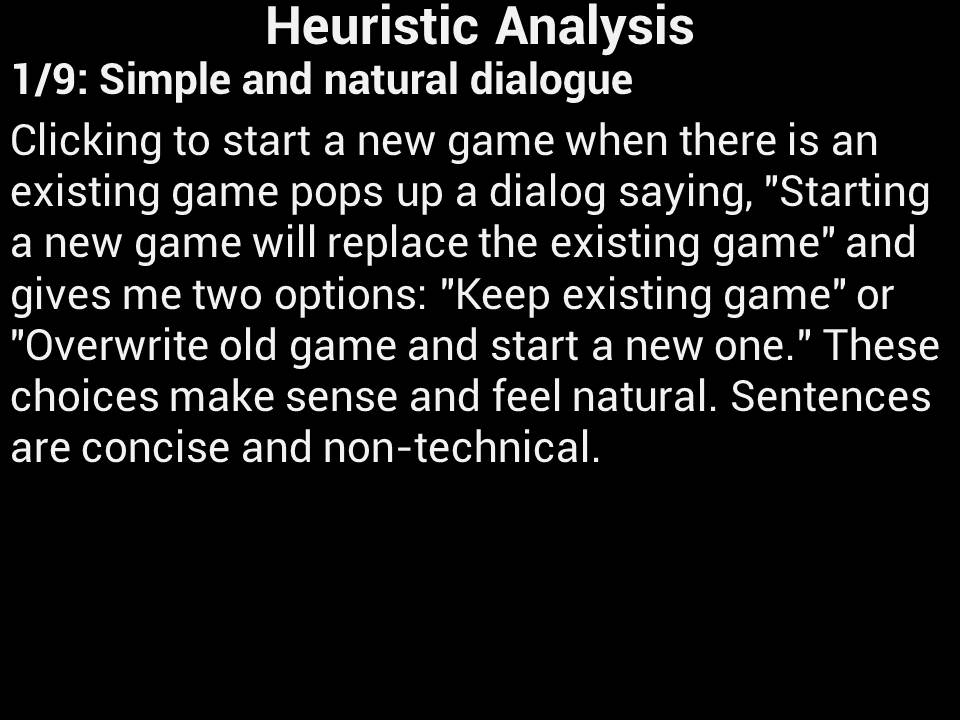 Heuristic Analysis
1/9: Simple and natural dialogue
Clicking to start a new game when there is an
existing game pops up a dialog saying, "Starting
a new game will replace the existing game" and
gives me two options: "Keep existing game" or
"Overwrite old game and start a new one." These
choices make sense and feel natural. Sentences
are concise and non-technical.